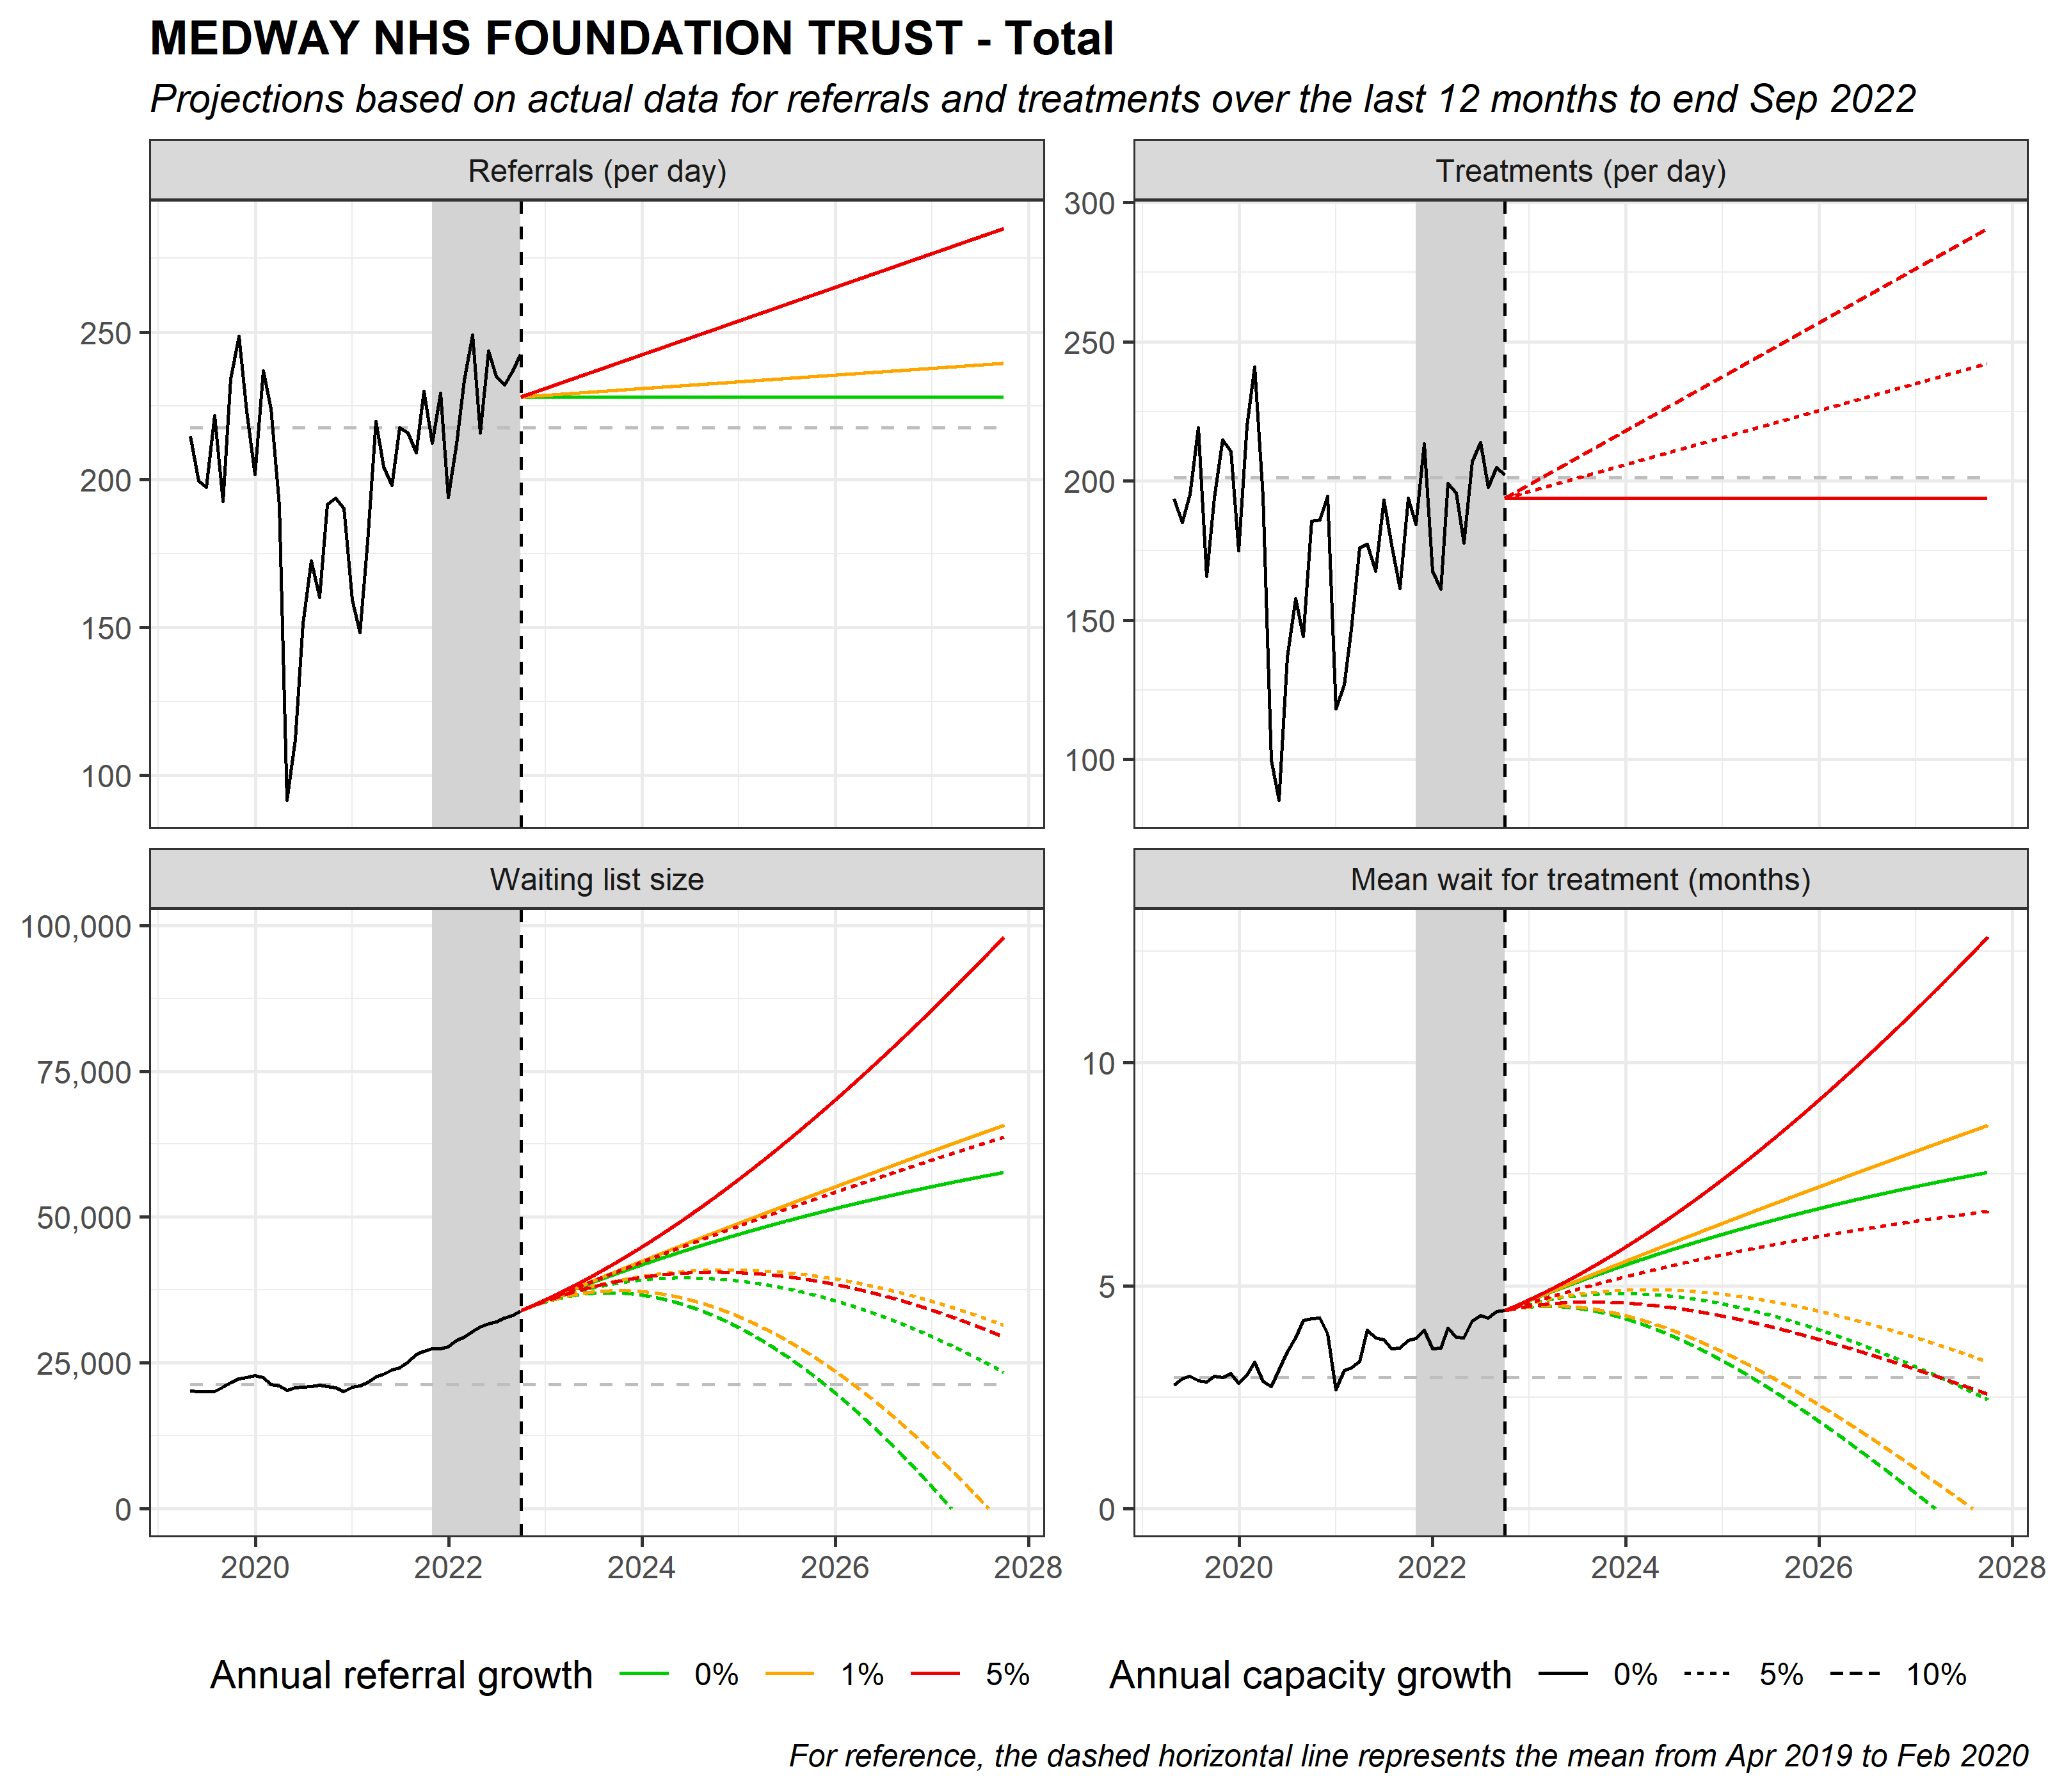 MEDWAY NHS FOUNDATION TRUST - Total
Projections based on actual data for referrals and treatments over the last 12 months to end Sep 2022
Referrals (per day)
250
200
150
100
Treatments (per day)
300
250
200
150
100
Waiting list size
100,000
75,000
50,000
25,000
0
2020 2022 2024 2026 2028
Mean wait for treatment (months)
10
5
0
2020 2022 2024 2026 2028
Annual referral growth 0% 1% 5%
Annual capacity growth 0% 5% 10%
For reference, the dashed horizontal line represents the mean from Apr 2019 to Feb 2020